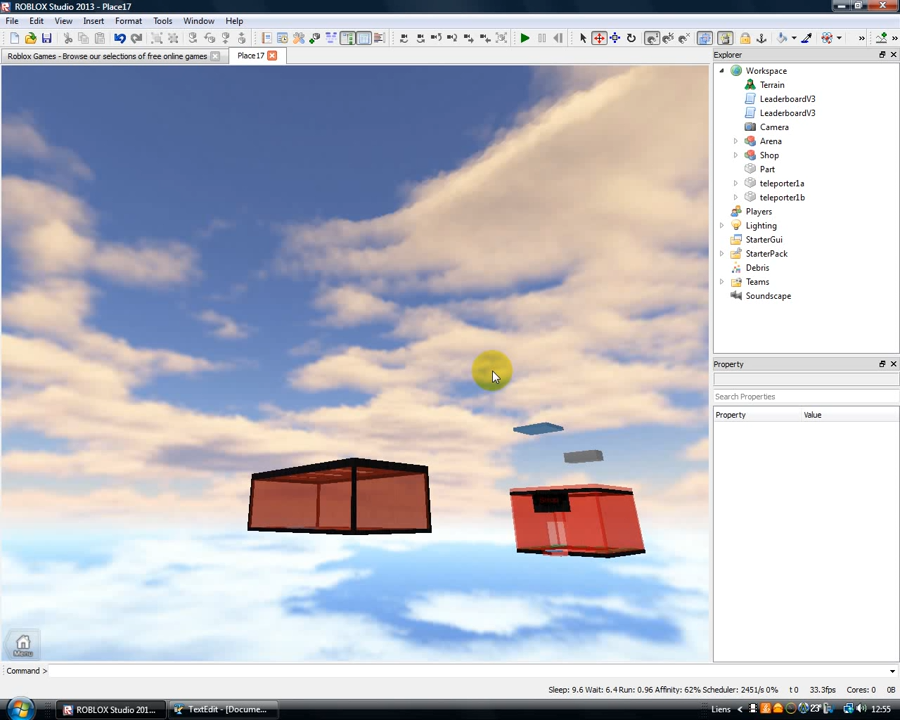 ROBLOX Studio 2013 - Place17
File Edit View Insert Format Tools Window Help
Roblox Games - Browse our selections of free online games
Place17
Explorer
Workspace
Terrain
LeaderboardV3
LeaderboardV3
Camera
Arena
Shop
Part
teleporter1a
teleporter1b
Players
Lighting
StarterGui
StarterPack
Debris
Teams
Soundscape
Property
Search Properties
Property Value
Menu
Command >
Sleep: 9.6 Wait: 6.4 Run: 0.96 Affinity: 62% Scheduler: 2451/s 0% t 0 33.3fps Cores: 0 0B
ROBLOX Studio 201...
TextEdit - [Docume...
Liens » 23° 12:55